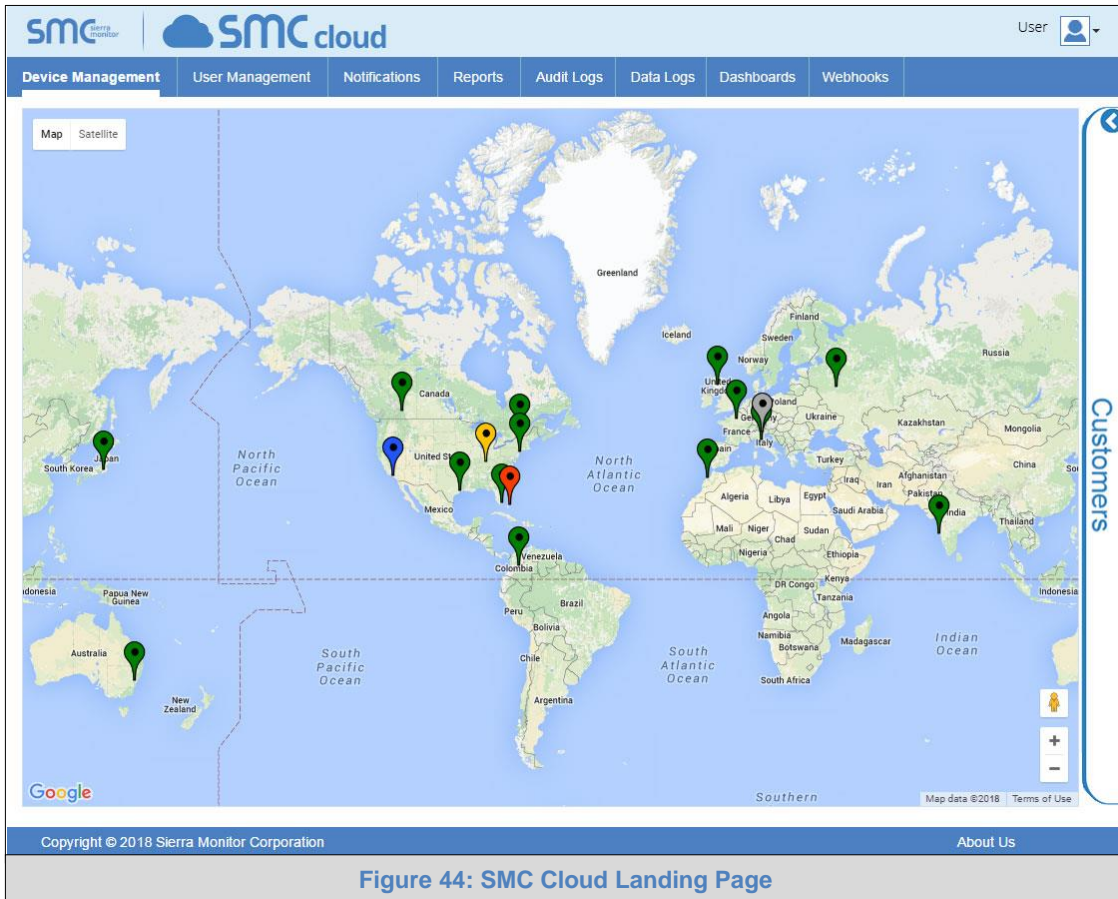 smc sierra monitor
SMC cloud
User
Device Management
User Management
Notifications
Reports
Audit Logs
Data Logs
Dashboards
Webhooks
Map
Satellite
Greenland
Iceland
Finland
Sweden
Norway
Russia
Canada
United
Kingdom
Poland
Ukraine
France
Italy
Kazakhstan
Mongolia
South Korea
Japan
North
Pacific
Ocean
North
Atlantic
Ocean
Turkey
China
Afghanistan
Iraq
Iran
Pakistan
Algeria
Libya
Egypt
Saudi Arabia
India
Thailand
Mexico
Mali
Niger
Chad
Sudan
Nigeria
Ethiopia
Venezuela
Colombia
DR Congo
Kenya
Tanzania
Indonesia
Papua New
Guinea
Brazil
Peru
Bolivia
Angola
Namibia
Botswana
Madagascar
Indian
Ocean
Australia
South
Pacific
Ocean
Chile
South
Atlantic
Ocean
South Africa
New
Zealand
Argentina
Customers
+
−
Google
Southern
Map data ©2018
Terms of Use
Copyright © 2018 Sierra Monitor Corporation
About Us
Figure 44: SMC Cloud Landing Page